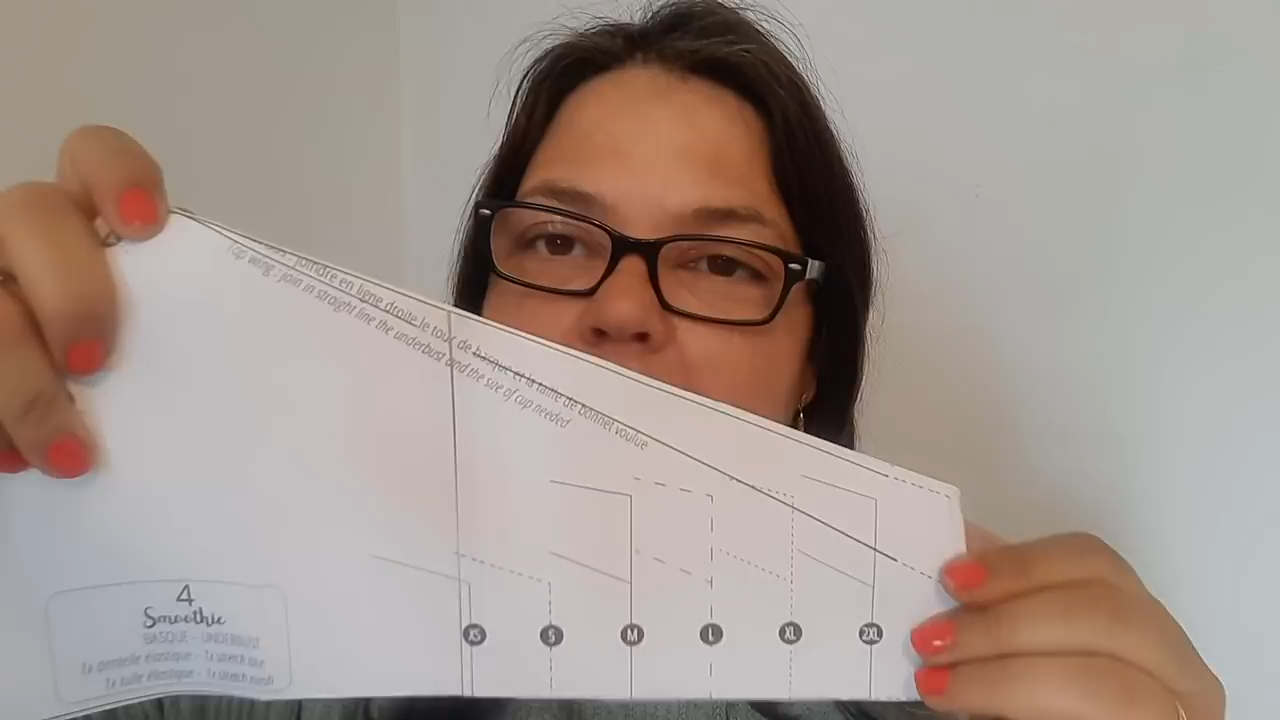 joindre en ligne droite le tour de basque et la taille de bonnet voulue
Top wing : join in straight line the underbust and the size of cup needed
4
Smoothie
BASQUE - UNDERBUST
1x dentelle élastique - 1x stretch lace
1x tulle élastique - 1x stretch mesh
XS S M L XL 2XL